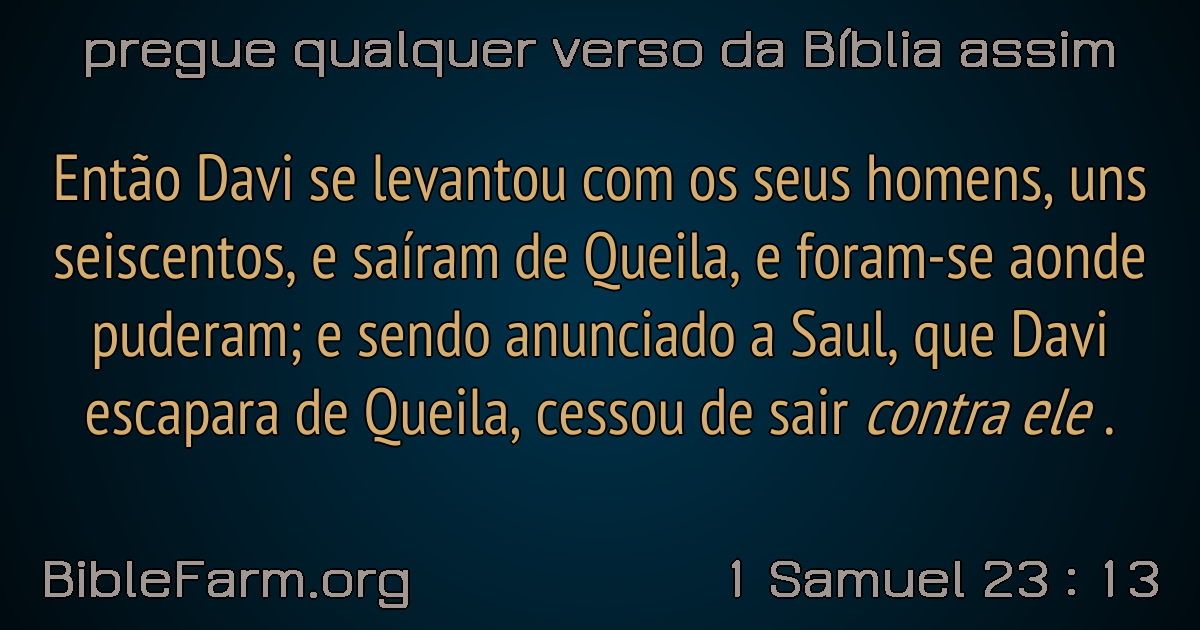 pregue qualquer verso da Bíblia assim
Então Davi se levantou com os seus homens, uns
seiscentos, e saíram de Queila, e foram-se aonde
puderam; e sendo anunciado a Saul, que Davi
escapara de Queila, cessou de sair contra ele .
BibleFarm.org
1 Samuel 23 : 13